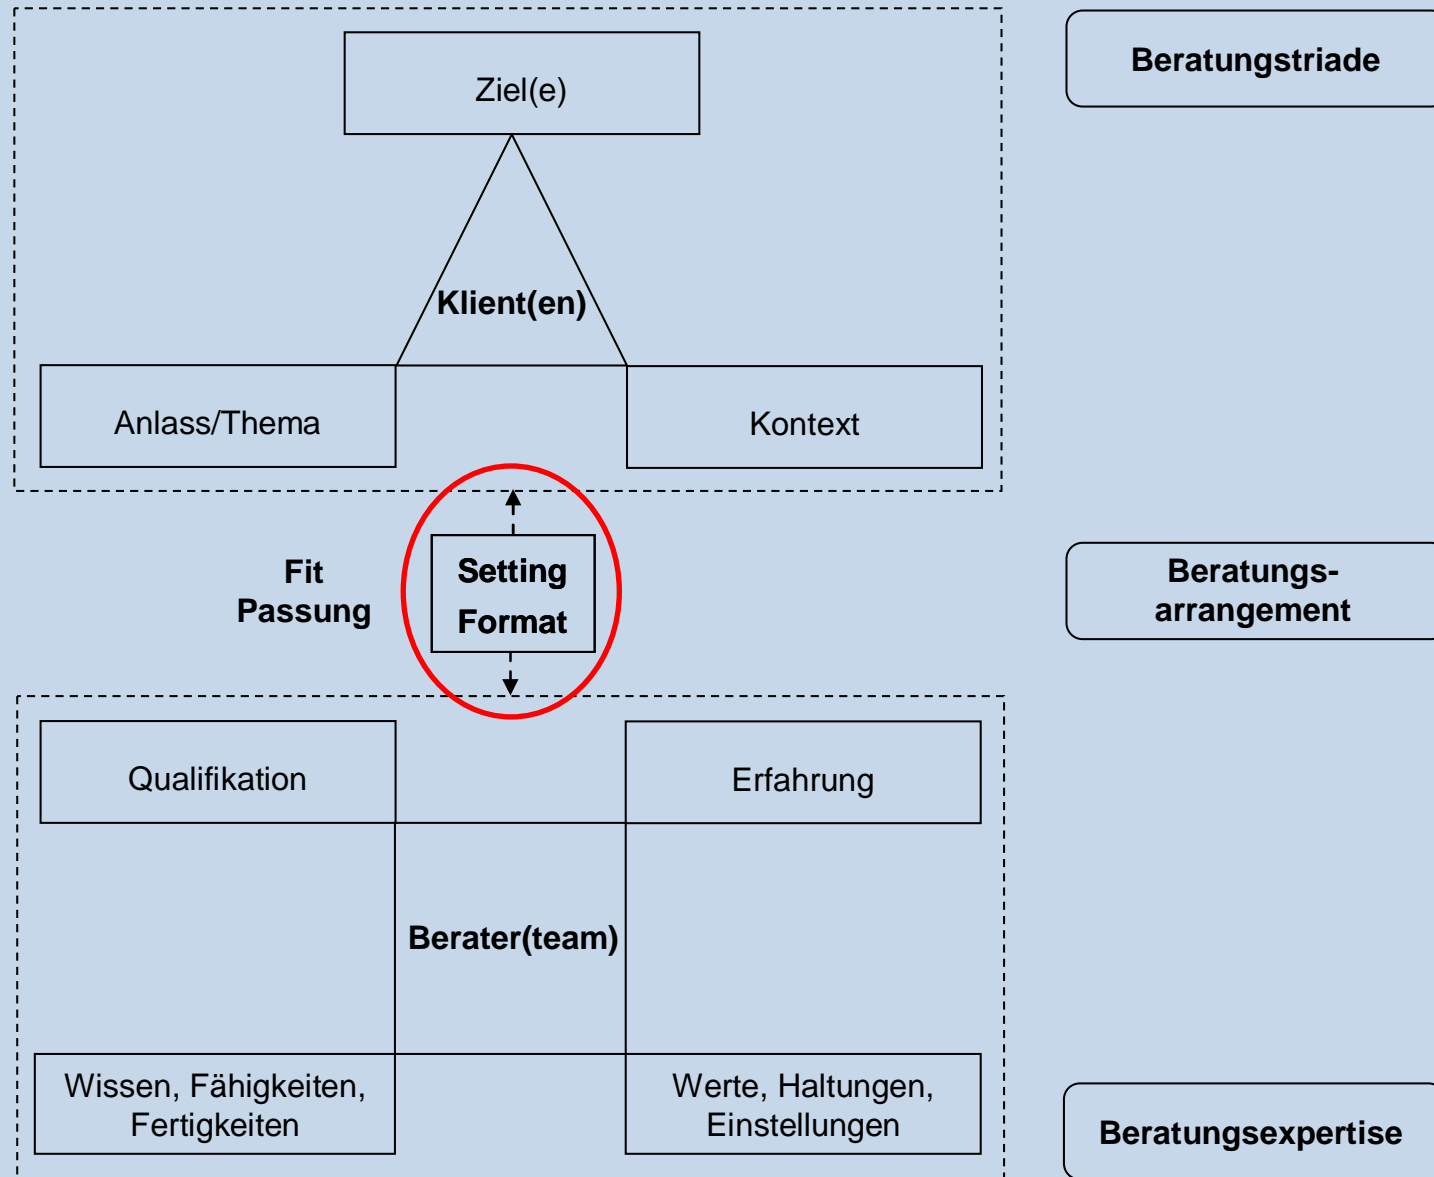 Ziel(e)
Beratungstriade
Klient(en)
Anlass/Thema
Kontext
Fit
Passung
Setting
Format
Beratungs-
arrangement
Qualifikation
Erfahrung
Berater(team)
Wissen, Fähigkeiten,
Fertigkeiten
Werte, Haltungen,
Einstellungen
Beratungsexpertise